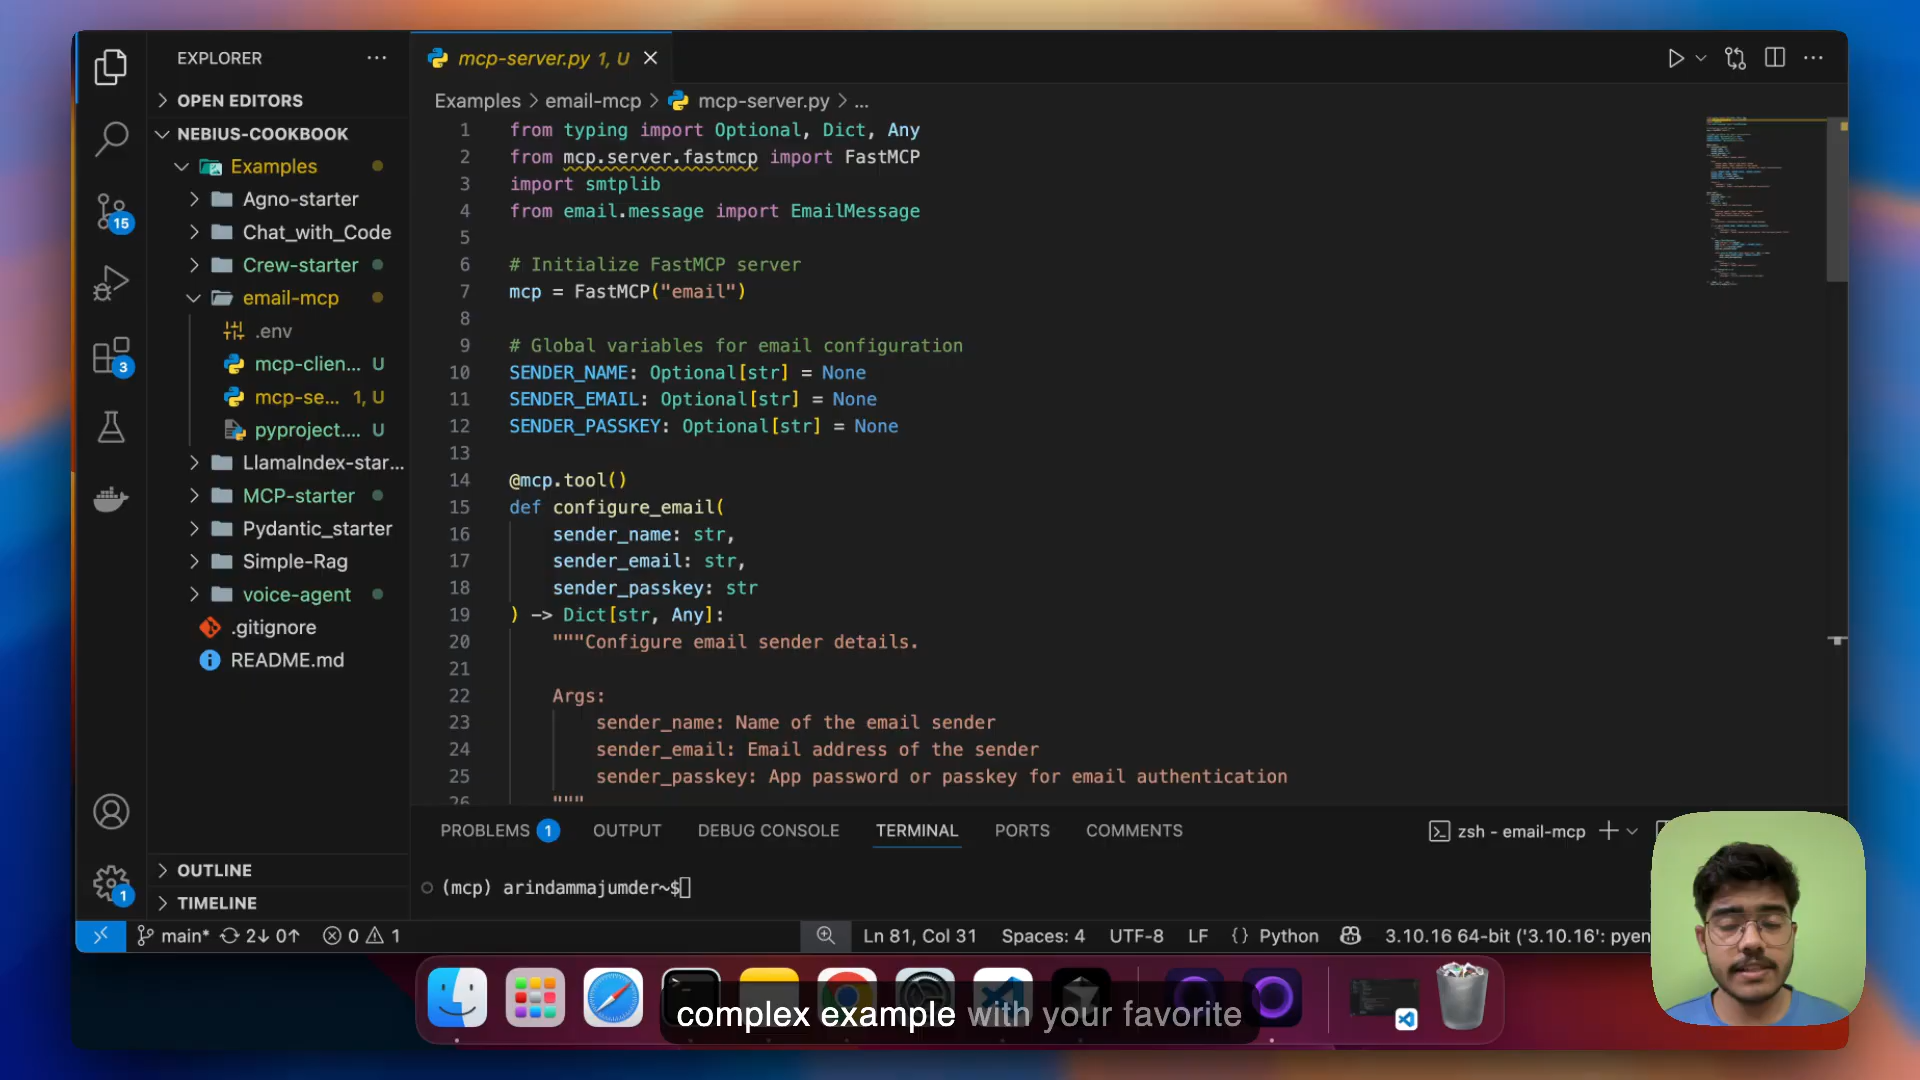 EXPLORER
OPEN EDITORS
NEBIUS-COOKBOOK
Examples
Agno-starter
Chat_with_Code
Crew-starter
email-mcp
.env
mcp-clien... U
mcp-se... 1, U
pyproject.... U
LlamaIndex-star...
MCP-starter
Pydantic_starter
Simple-Rag
voice-agent
.gitignore
README.md
OUTLINE
TIMELINE
15
3
1
mcp-server.py 1, U
Examples > email-mcp > mcp-server.py > ...
1 from typing import Optional, Dict, Any
2 from mcp.server.fastmcp import FastMCP
3 import smtplib
4 from email.message import EmailMessage
5
6 # Initialize FastMCP server
7 mcp = FastMCP("email")
8
9 # Global variables for email configuration
10 SENDER_NAME: Optional[str] = None
11 SENDER_EMAIL: Optional[str] = None
12 SENDER_PASSKEY: Optional[str] = None
13
14 @mcp.tool()
15 def configure_email(
16 sender_name: str,
17 sender_email: str,
18 sender_passkey: str
19 ) -> Dict[str, Any]:
20 """Configure email sender details.
21
22 Args:
23 sender_name: Name of the email sender
24 sender_email: Email address of the sender
25 sender_passkey: App password or passkey for email authentication
26 """
PROBLEMS 1 OUTPUT DEBUG CONSOLE TERMINAL PORTS COMMENTS
zsh - email-mcp
(mcp) arindammajumder~$
main* 2↓ 0↑ 0 1
Ln 81, Col 31 Spaces: 4 UTF-8 LF {} Python 3.10.16 64-bit ('3.10.16': pyen
complex example with your favorite